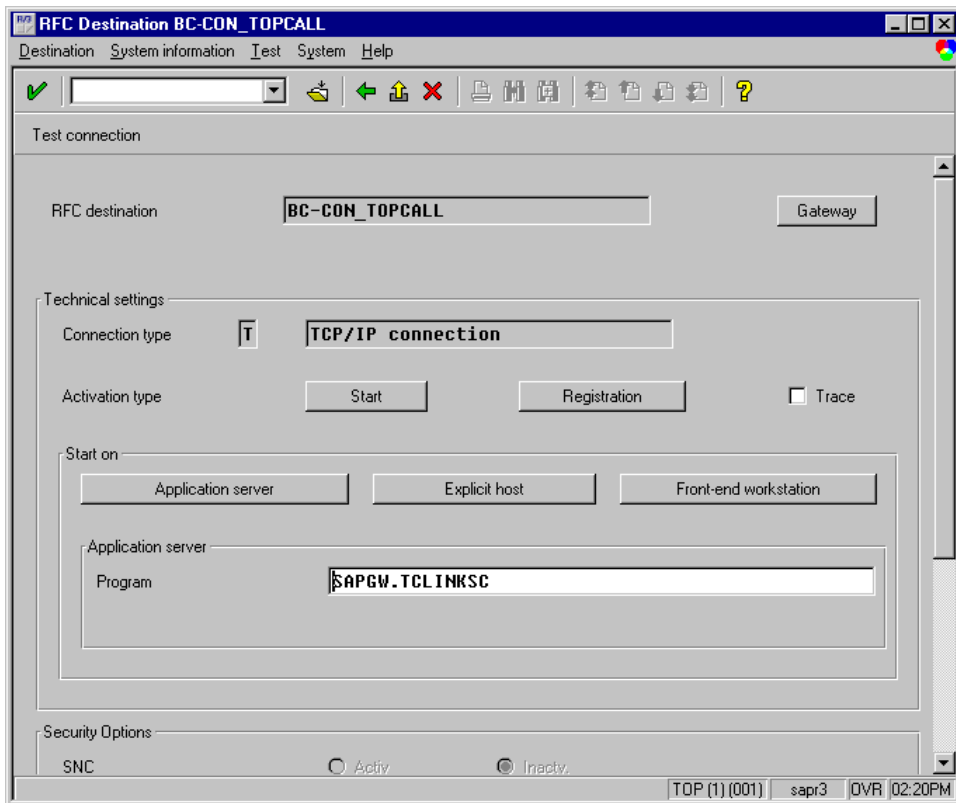 RFC Destination BC-CON_TOPCALL
Destination System information Test System Help
Test connection
RFC destination BC-CON_TOPCALL Gateway
Technical settings
Connection type T TCP/IP connection
Activation type Start Registration Trace
Start on
Application server Explicit host Front-end workstation
Application server
Program SAPGW.TCLINKSC
Security Options
SNC Activ Inactv.
TOP (1) (001) sapr3 OVR 02:20PM